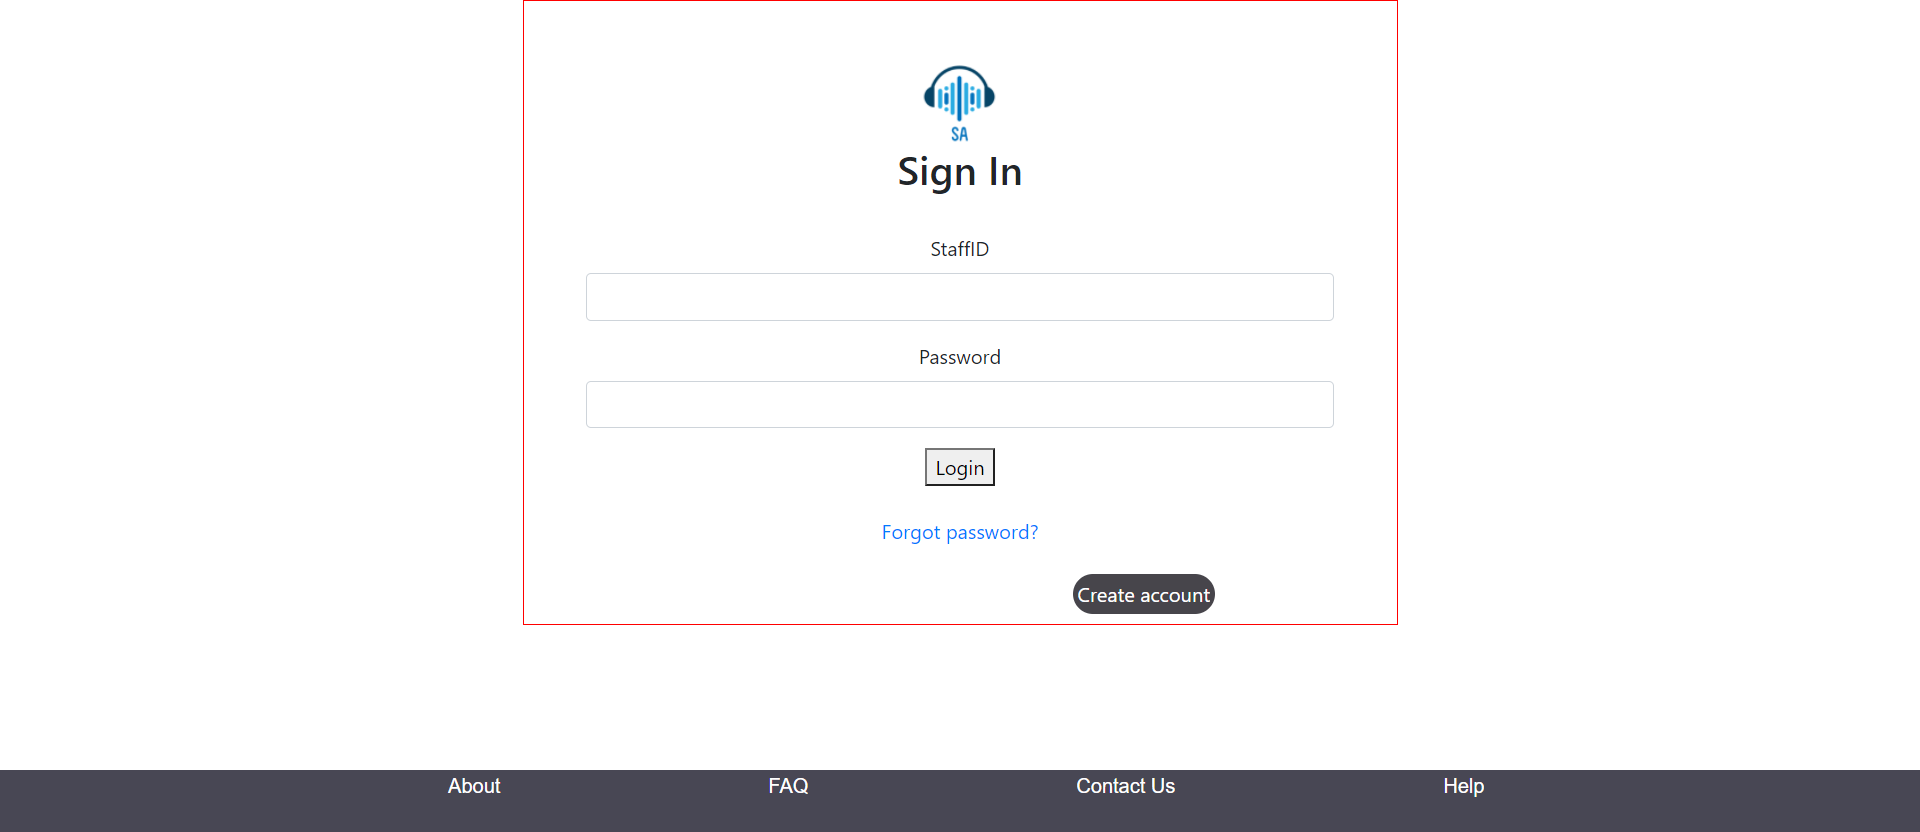 SA
Sign In
StaffID
Password
Login
Forgot password?
Create account
About FAQ Contact Us Help